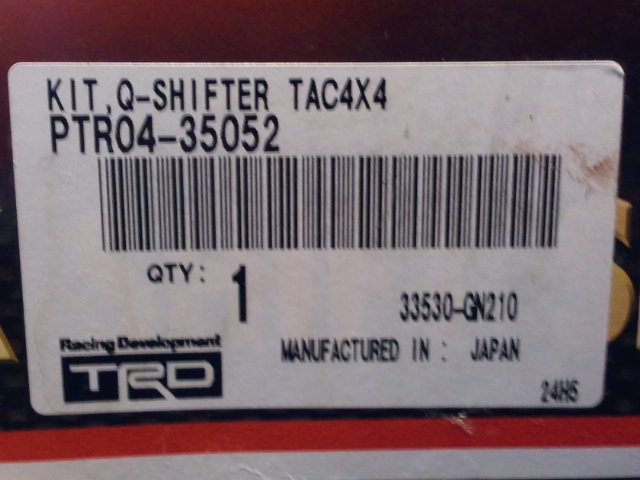 KIT,Q-SHIFTER TAC4X4
PTR04-35052
QTY: 1
33530-GN210
Racing Development
TRD
MANUFACTURED IN : JAPAN
24H5